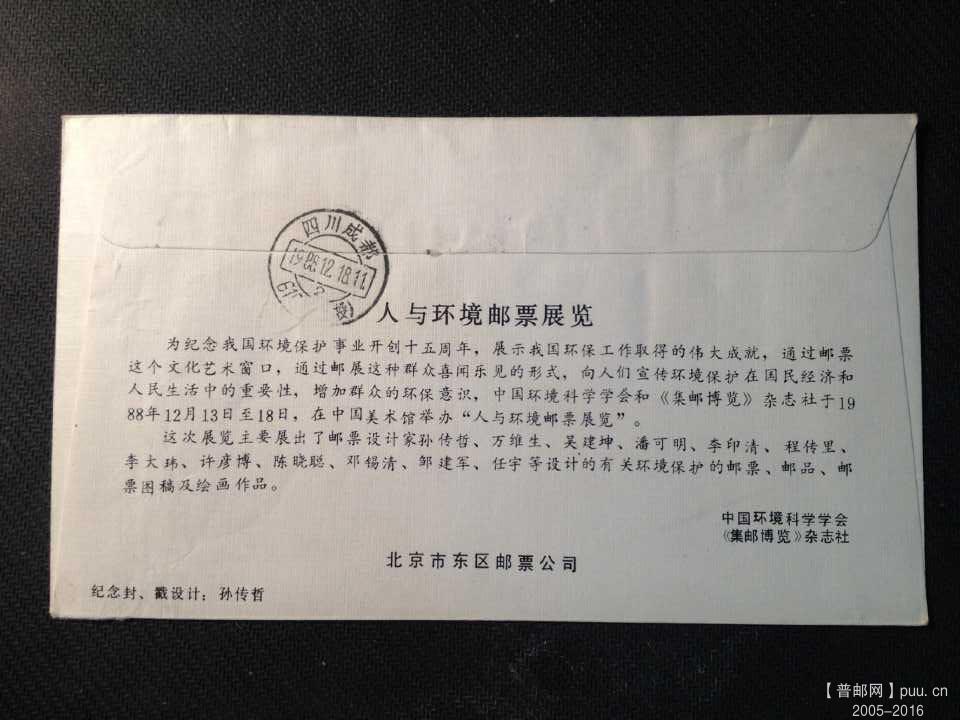 四川成都
1988.12.18.11
人与环境邮票展览
为纪念我国环境保护事业开创十五周年，展示我国环保工作取得的伟大成就，通过邮票
这个文化艺术窗口，通过邮展这种群众喜闻乐见的形式，向人们宣传环境保护在国民经济和
人民生活中的重要性，增加群众的环保意识，中国环境科学学会和《集邮博览》杂志社于19
88年12月13日至18日，在中国美术馆举办“人与环境邮票展览”。
这次展览主要展出了邮票设计家孙传哲、万维生、吴建坤、潘可明、李印清、程传里、
李大玮、许彦博、陈晓聪、邓锡清、邹建军、任宇等设计的有关环境保护的邮票、邮品、邮
票图稿及绘画作品。
中国环境科学学会
《集邮博览》杂志社
北京市东区邮票公司
纪念封、戳设计：孙传哲
【普邮网】puu.cn
2005-2016